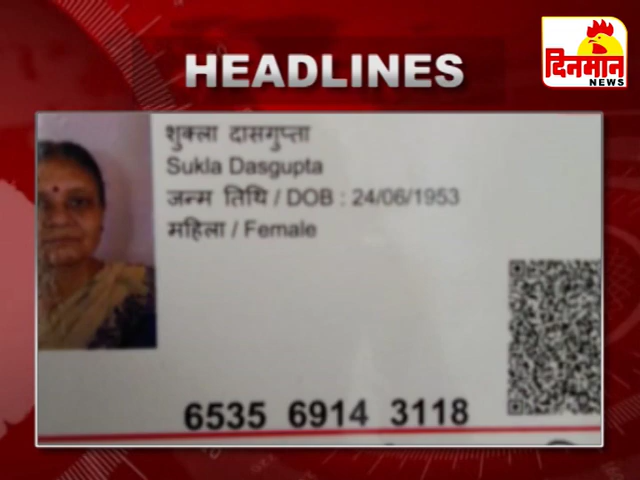 HEADLINES
दिनमान
NEWS
शुक्ला दासगुप्ता
Sukla Dasgupta
जन्म तिथि / DOB : 24/06/1953
महिला / Female
6535 6914 3118